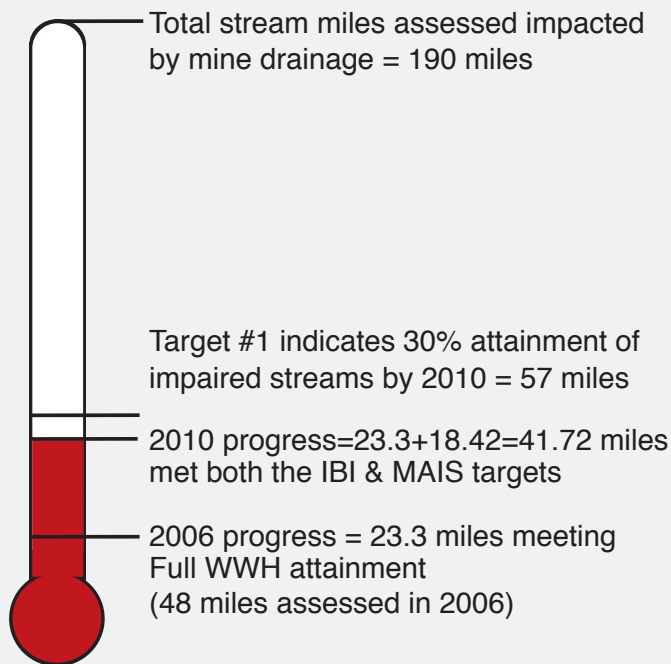 Total stream miles assessed impacted
by mine drainage = 190 miles
Target #1 indicates 30% attainment of
impaired streams by 2010 = 57 miles
2010 progress=23.3+18.42=41.72 miles
met both the IBI & MAIS targets
2006 progress = 23.3 miles meeting
Full WWH attainment
(48 miles assessed in 2006)